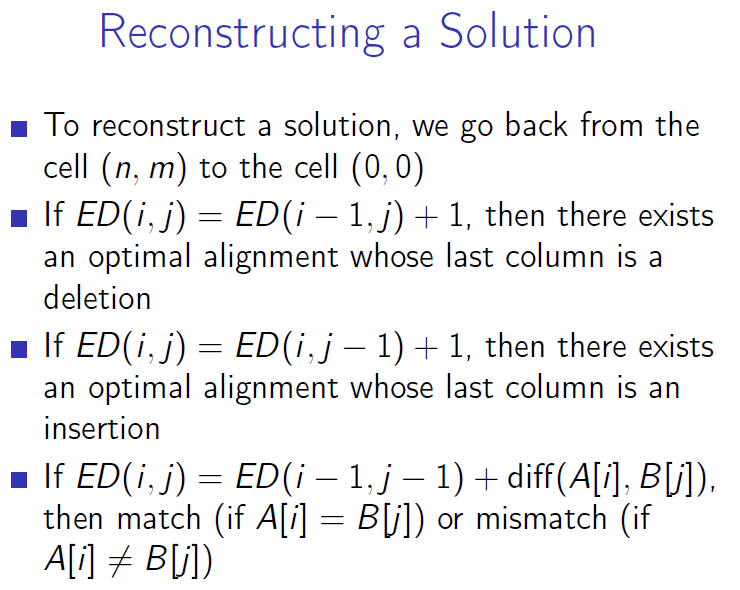 Reconstructing a Solution
To reconstruct a solution, we go back from the
cell (n, m) to the cell (0, 0)
If ED(i, j) = ED(i − 1, j) + 1, then there exists
an optimal alignment whose last column is a
deletion
If ED(i, j) = ED(i, j − 1) + 1, then there exists
an optimal alignment whose last column is an
insertion
If ED(i, j) = ED(i − 1, j − 1) + diff(A[i], B[j]),
then match (if A[i] = B[j]) or mismatch (if
A[i] ≠ B[j])